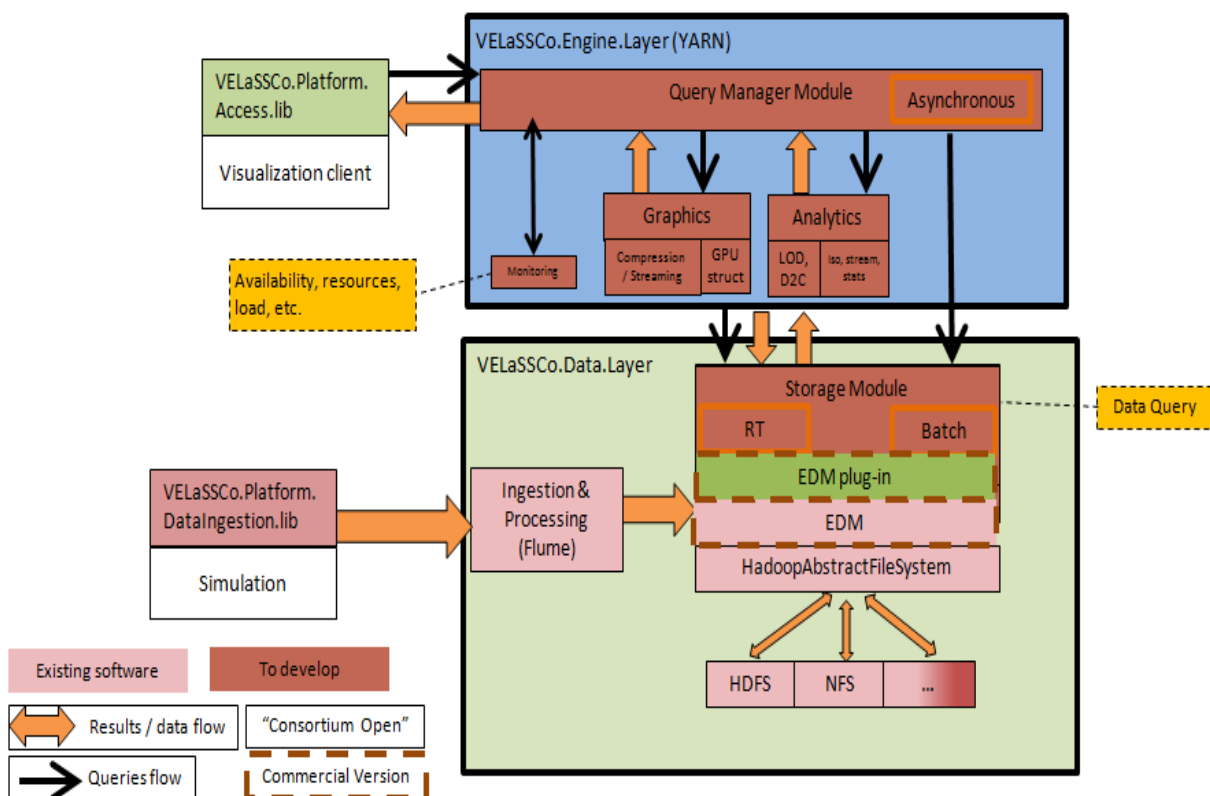 VELaSSCo.Engine.Layer (YARN)
VELaSSCo.Platform.
Access.lib
Visualization client
Query Manager Module
Asynchronous
Graphics
Compression
/ Streaming
GPU
struct
Analytics
LOD,
D2C
Iso, stream,
stats
Monitoring
Availability, resources,
load, etc.
VELaSSCo.Data.Layer
Storage Module
RT
Batch
Data Query
EDM plug-in
EDM
HadoopAbstractFileSystem
VELaSSCo.Platform.
DataIngestion.lib
Simulation
Ingestion &
Processing
(Flume)
HDFS
NFS
...
Existing software
To develop
Results / data flow
“Consortium Open”
Queries flow
Commercial Version